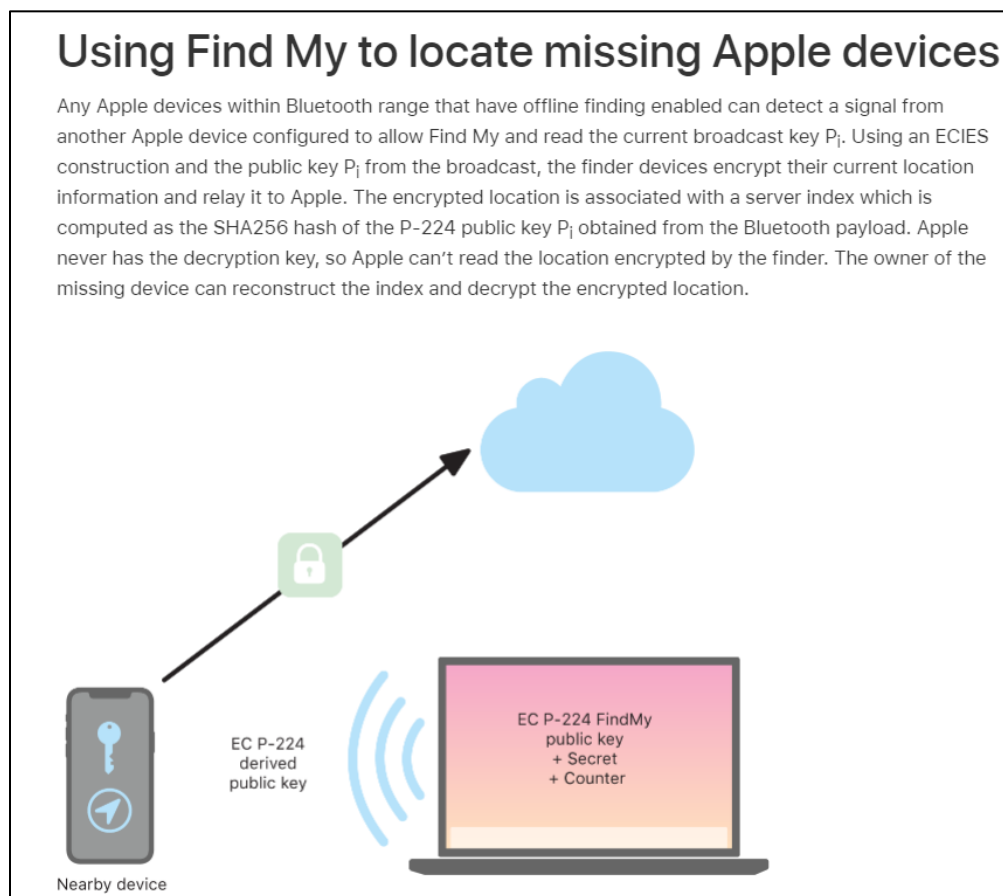 Using Find My to locate missing Apple devices
Any Apple devices within Bluetooth range that have offline finding enabled can detect a signal from
another Apple device configured to allow Find My and read the current broadcast key Pi. Using an ECIES
construction and the public key Pi from the broadcast, the finder devices encrypt their current location
information and relay it to Apple. The encrypted location is associated with a server index which is
computed as the SHA256 hash of the P-224 public key Pi obtained from the Bluetooth payload. Apple
never has the decryption key, so Apple can’t read the location encrypted by the finder. The owner of the
missing device can reconstruct the index and decrypt the encrypted location.
EC P-224
derived
public key
EC P-224 FindMy
public key
+ Secret
+ Counter
Nearby device